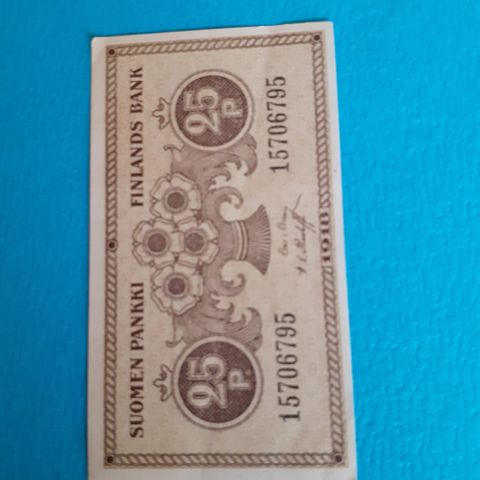 SUOMEN PANKKI FINLANDS BANK
25 P. 25 P.
15706795 15706795
1918